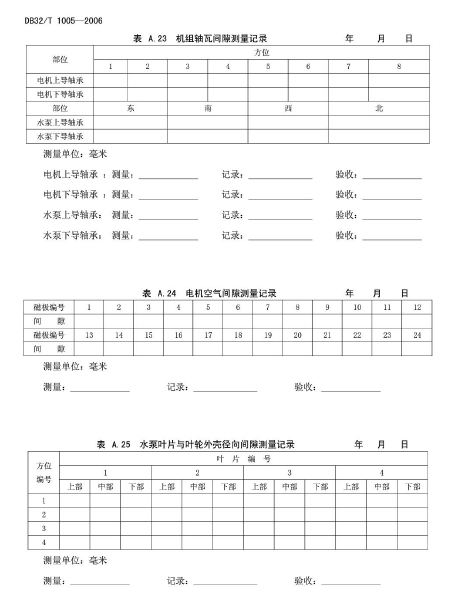 DB32/T 1005—2006
表 A.23 机组轴瓦间隙测量记录 年 月 日
部位 方位
1 2 3 4 5 6 7 8
电机上导轴承
电机下导轴承
部位 东 南 西 北
水泵上导轴承
水泵下导轴承
测量单位：毫米
电机上导轴承 ：测量：____________ 记录：____________ 验收：____________
电机下导轴承 ：测量：____________ 记录：____________ 验收：____________
水泵上导轴承： 测量：____________ 记录：____________ 验收：____________
水泵下导轴承： 测量：____________ 记录：____________ 验收：____________
表 A.24 电机空气间隙测量记录 年 月 日
磁极编号 1 2 3 4 5 6 7 8 9 10 11 12
间 隙
磁极编号 13 14 15 16 17 18 19 20 21 22 23 24
间 隙
测量单位：毫米
测量：____________ 记录：____________ 验收：____________
表 A.25 水泵叶片与叶轮外壳径向间隙测量记录 年 月 日
方位编号 叶 片 编 号
1 2 3 4
上部 中部 下部 上部 中部 下部 上部 中部 下部 上部 中部 下部
1
2
3
4
测量单位：毫米
测量：____________ 记录：____________ 验收：____________